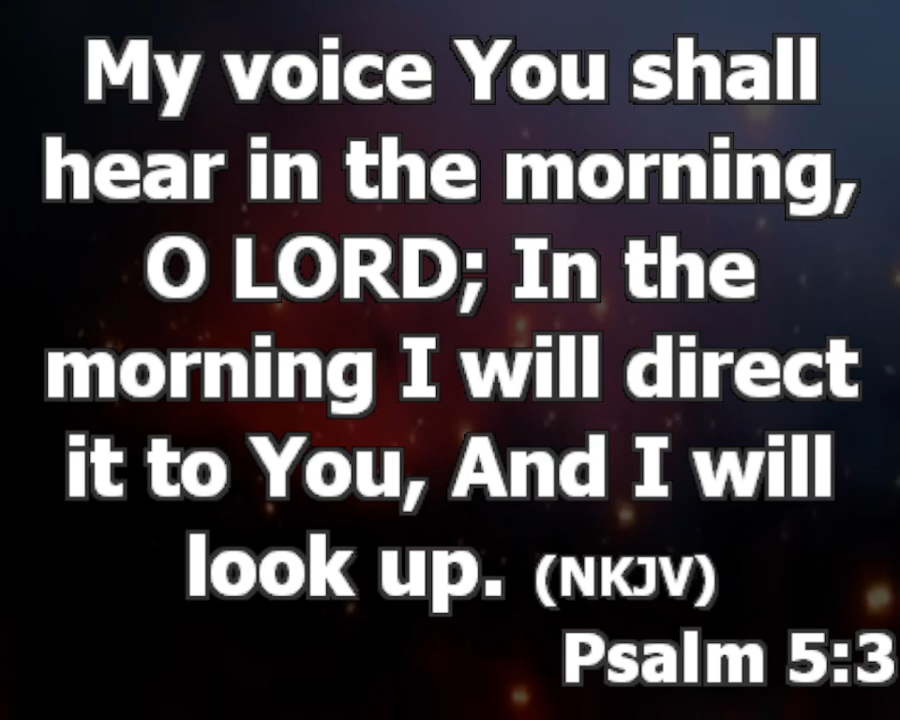 My voice You shall
hear in the morning,
O LORD; In the
morning I will direct
it to You, And I will
look up. (NKJV)
Psalm 5:3